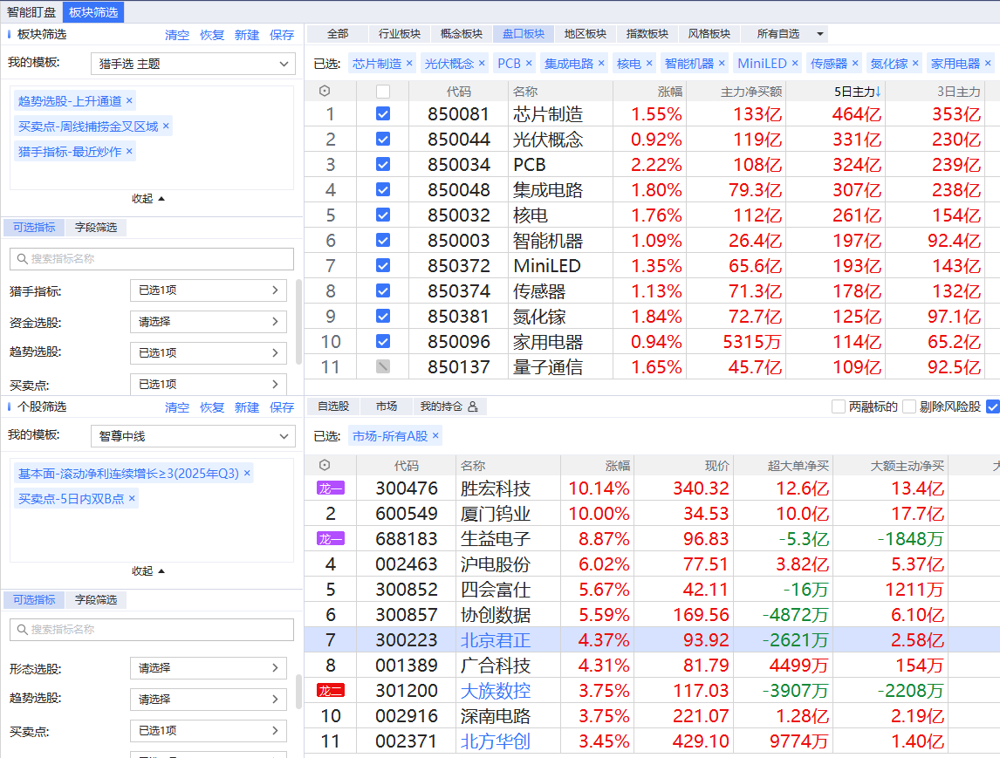 智能盯盘 板块筛选
板块筛选 清空 恢复 新建 保存
我的模板: 猎手选 主题
趋势选股-上升通道 ×
买卖点-周线捕捞金叉区域 ×
猎手指标-最近炒作 ×
收起
可选指标 字段筛选
搜索指标名称
猎手指标: 已选1项
资金选股: 请选择
趋势选股: 已选1项
买卖点: 已选1项
全部 行业板块 概念板块 盘口板块 地区板块 指数板块 风格板块 所有自选
已选: 芯片制造 × 光伏概念 × PCB × 集成电路 × 核电 × 智能机器 × MiniLED × 传感器 × 氮化镓 × 家用电器 ×
代码 名称 涨幅 主力净买额 5日主力↓ 3日主力
1 850081 芯片制造 1.55% 133亿 464亿 353亿
2 850044 光伏概念 0.92% 119亿 331亿 230亿
3 850034 PCB 2.22% 108亿 324亿 239亿
4 850048 集成电路 1.80% 79.3亿 307亿 238亿
5 850032 核电 1.76% 112亿 261亿 154亿
6 850003 智能机器 1.09% 26.4亿 197亿 92.4亿
7 850372 MiniLED 1.35% 65.6亿 193亿 143亿
8 850374 传感器 1.13% 71.3亿 178亿 132亿
9 850381 氮化镓 1.84% 72.7亿 125亿 97.1亿
10 850096 家用电器 0.94% 5315万 114亿 65.2亿
11 850137 量子通信 1.65% 45.7亿 109亿 92.5亿
个股筛选 清空 恢复 新建 保存
我的模板: 智尊中线
基本面-滚动净利连续增长≥3(2025年Q3) ×
买卖点-5日内双B点 ×
收起
可选指标 字段筛选
搜索指标名称
形态选股: 请选择
趋势选股: 请选择
买卖点: 已选1项
自选股 市场 我的持仓 两融标的 剔除风险股
已选: 市场-所有A股 ×
代码 名称 涨幅 现价 超大单净买 大额主动净买
龙一 300476 胜宏科技 10.14% 340.32 12.6亿 13.4亿
2 600549 厦门钨业 10.00% 34.53 10.0亿 17.7亿
龙一 688183 生益电子 8.87% 96.83 -5.3亿 -1848万
4 002463 沪电股份 6.02% 77.51 3.82亿 5.37亿
5 300852 四会富仕 5.67% 42.11 -16万 1211万
6 300857 协创数据 5.59% 169.56 -4872万 6.10亿
7 300223 北京君正 4.37% 93.92 -2621万 2.58亿
8 001389 广合科技 4.31% 81.79 4499万 154万
龙二 301200 大族数控 3.75% 117.03 -3907万 -2208万
10 002916 深南电路 3.75% 221.07 1.28亿 2.19亿
11 002371 北方华创 3.45% 429.10 9774万 1.40亿